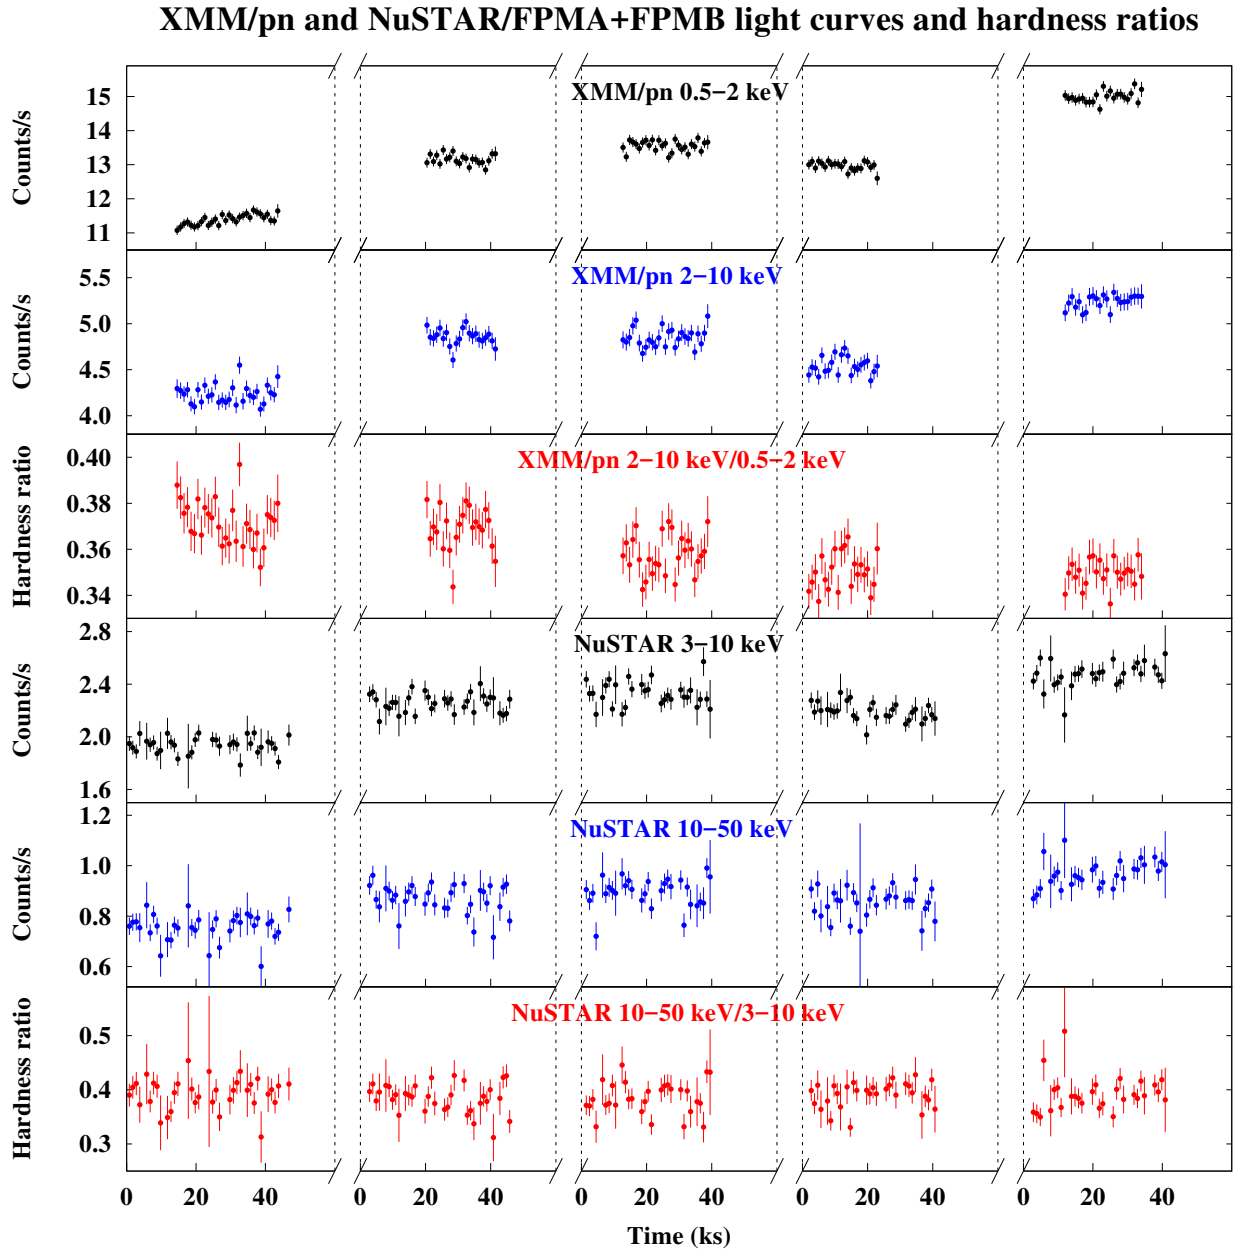 XMM/pn and NuSTAR/FPMA+FPMB light curves and hardness ratios
XMM/pn 0.5−2 keV
Counts/s
15
14
13
12
11
XMM/pn 2−10 keV
Counts/s
5.5
5.0
4.5
4.0
XMM/pn 2−10 keV/0.5−2 keV
Hardness ratio
0.40
0.38
0.36
0.34
NuSTAR 3−10 keV
Counts/s
2.8
2.4
2.0
1.6
NuSTAR 10−50 keV
Counts/s
1.2
1.0
0.8
0.6
NuSTAR 10−50 keV/3−10 keV
Hardness ratio
0.5
0.4
0.3
0 20 40 0 20 40 0 20 40 0 20 40 0 20 40
Time (ks)